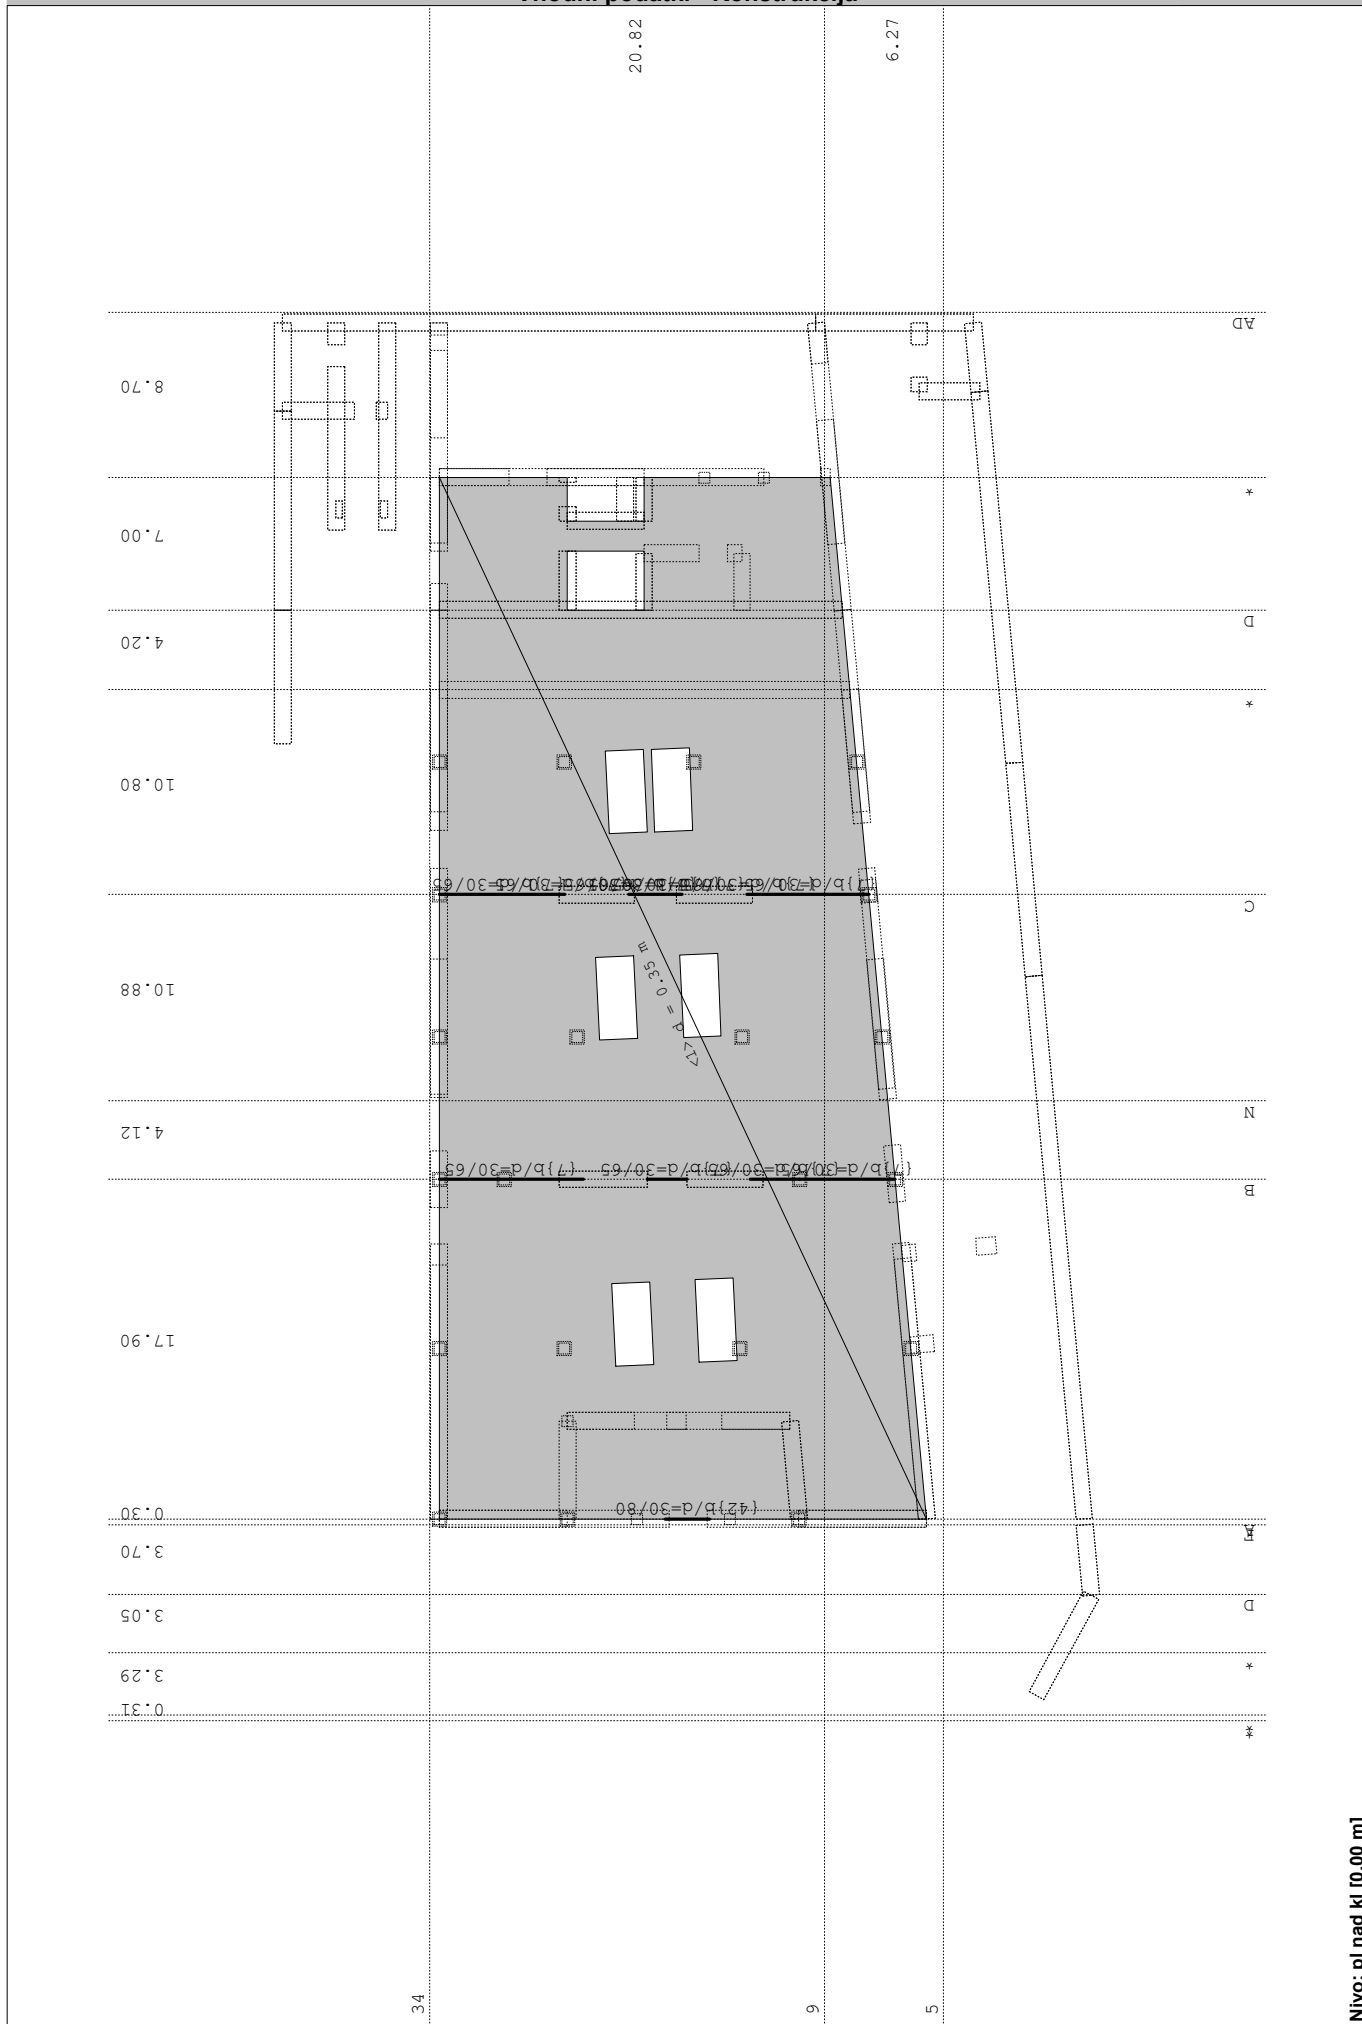 Vhodni podatki - Konstrukcija
20.82
6.27
AD
8.70
*
7.00
D
4.20
*
10.80
C
<1> d = 0.35 m
10.88
N
4.12
{7}b/d=30/65
B
17.90
{42}b/d=30/80
0.30
3.70
D
3.05
*
3.29
0.31
34
9
5
Nivo: pl nad kl [0.00 m]